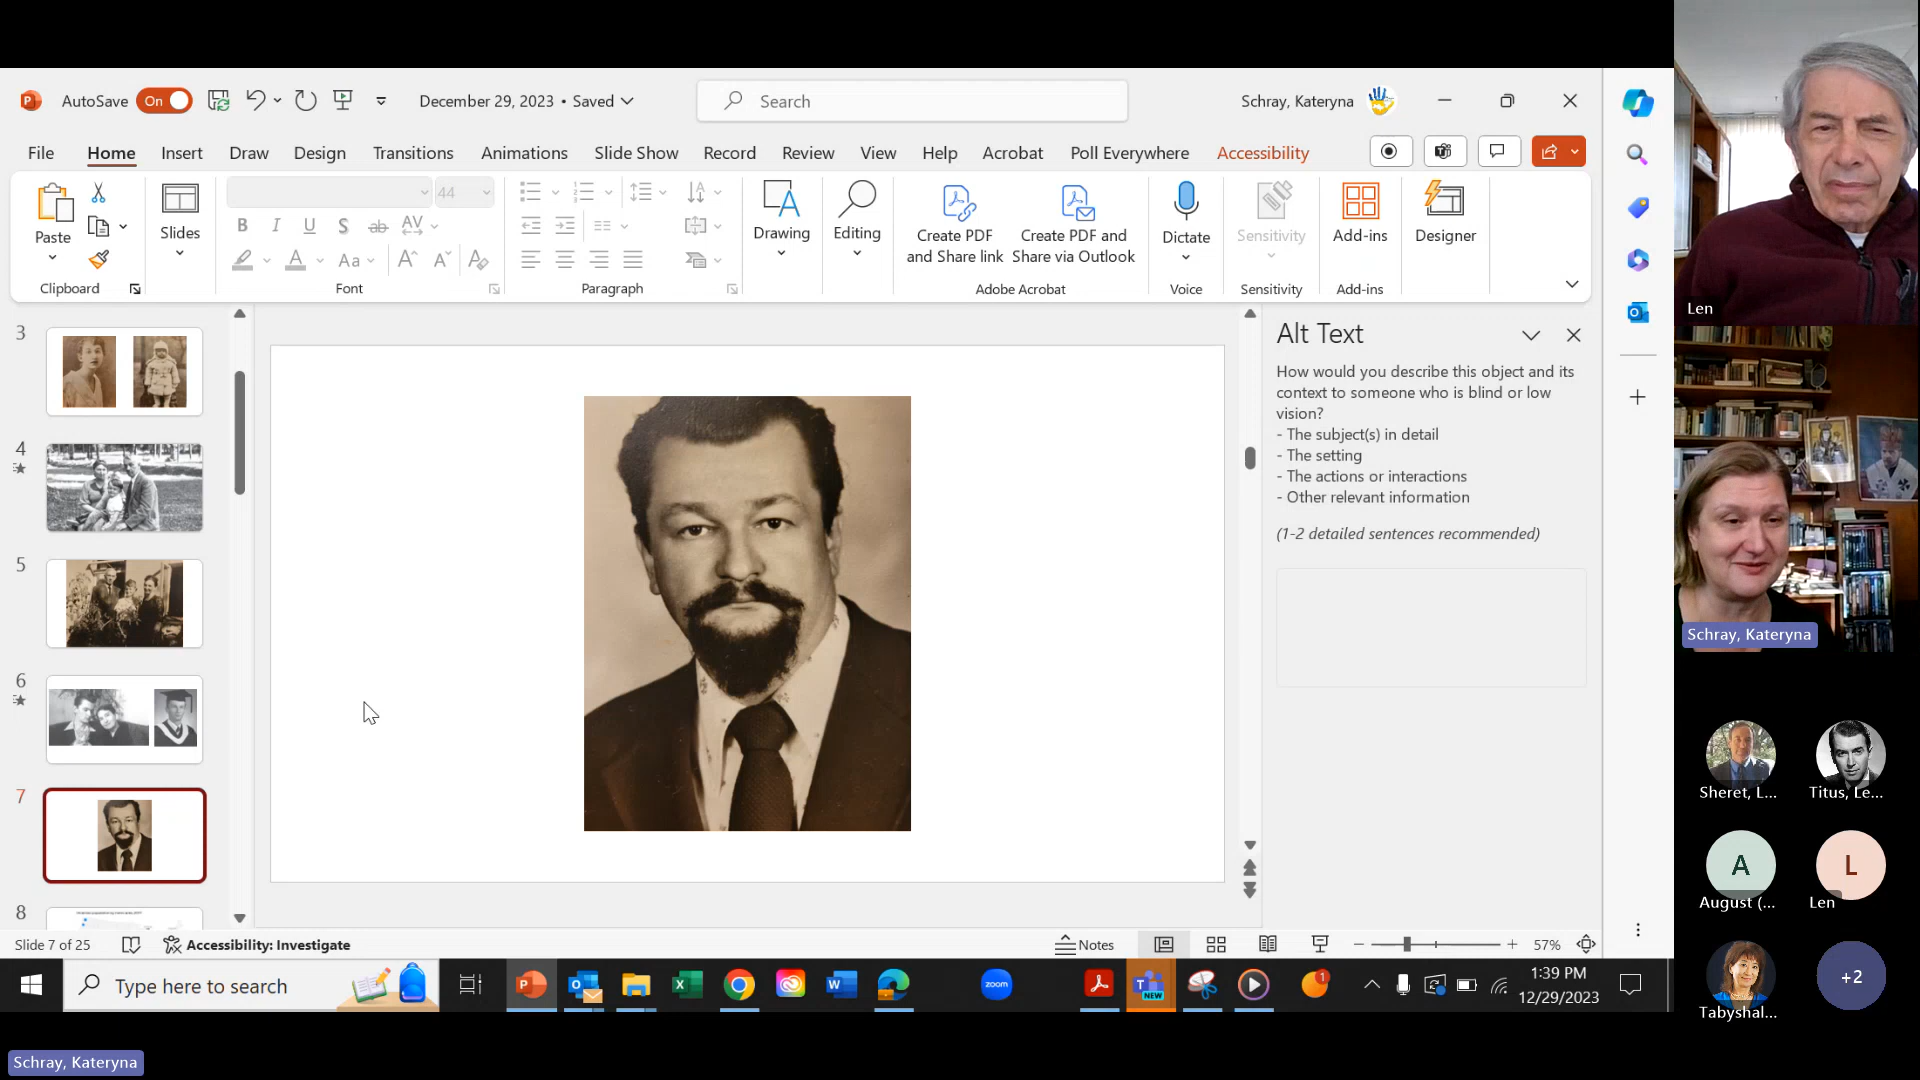 AutoSave On December 29, 2023 • Saved Search Schray, Kateryna
File Home Insert Draw Design Transitions Animations Slide Show Record Review View Help Acrobat Poll Everywhere Accessibility
44
Paste Slides Drawing Editing Create PDF and Share link Create PDF and Share via Outlook Dictate Sensitivity Add-ins Designer
Clipboard Font Paragraph Adobe Acrobat Voice Sensitivity Add-ins
3
4
5
6
7
8
Alt Text
How would you describe this object and its
context to someone who is blind or low
vision?
- The subject(s) in detail
- The setting
- The actions or interactions
- Other relevant information
(1-2 detailed sentences recommended)
Slide 7 of 25 Accessibility: Investigate Notes 57%
Type here to search zoom NEW 1 1:39 PM
12/29/2023
Len
Schray, Kateryna
Sheret, L... Titus, Le...
A L
August (... Len
+2
Tabyshal...
Schray, Kateryna